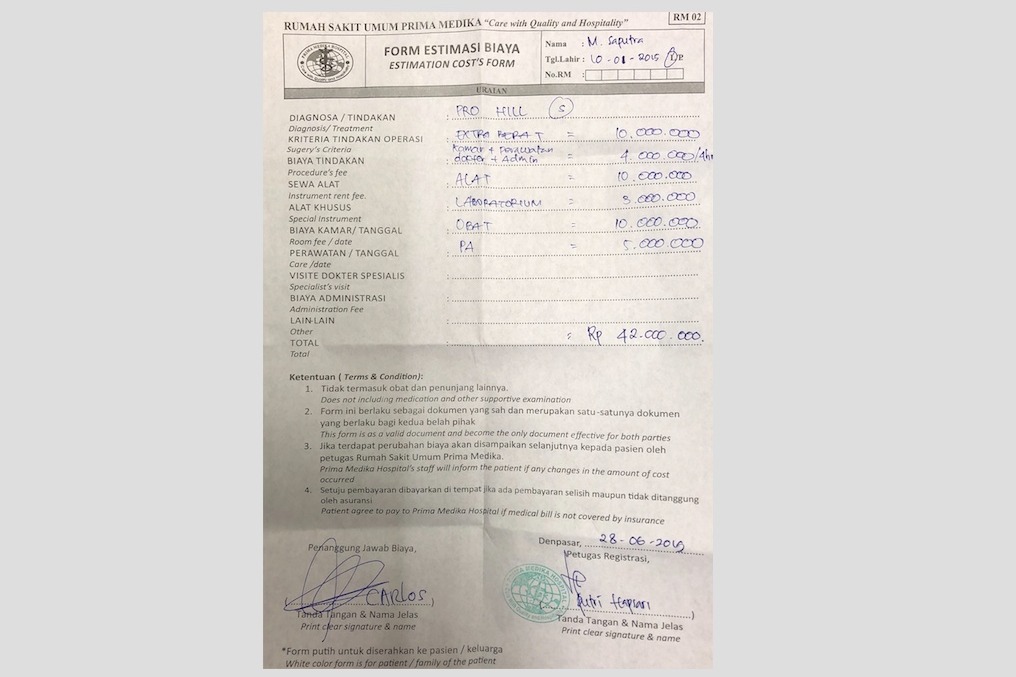 RUMAH SAKIT UMUM PRIMA MEDIKA "Care with Quality and Hospitality"
RM 02
FORM ESTIMASI BIAYA
ESTIMATION COST'S FORM
Nama : M. Saputra
Tgl.Lahir : 10-01-2015 L/P
No.RM :
URAIAN
DIAGNOSA / TINDAKAN : PRO HILL (S)
Diagnosis/ Treatment
KRITERIA TINDAKAN OPERASI : EXTRA BERAT = 10.000.000
Sugery's Criteria
Kamar + Perawatan
BIAYA TINDAKAN : doctor + Admin = 4.000.000/4hr
Procedure's fee
SEWA ALAT : ALAT = 10.000.000
Instrument rent fee.
ALAT KHUSUS : LABORATORIUM = 3.000.000
Special Instrument
BIAYA KAMAR/ TANGGAL : OBAT = 10.000.000
Room fee / date
PERAWATAN / TANGGAL : PA = 5.000.000
Care /date
VISITE DOKTER SPESIALIS :
Specialist's visit
BIAYA ADMINISTRASI :
Administration Fee
LAIN-LAIN :
Other
TOTAL : = Rp 42.000.000.
Total
Ketentuan ( Terms & Condition):
1. Tidak termasuk obat dan penunjang lainnya.
Does not including medication and other supportive examination
2. Form ini berlaku sebagai dokumen yang sah dan merupakan satu-satunya dokumen
yang berlaku bagi kedua belah pihak
This form is as a valid document and become the only document effective for both parties
3. Jika terdapat perubahan biaya akan disampaikan selanjutnya kepada pasien oleh
petugas Rumah Sakit Umum Prima Medika.
Prima Medika Hospital's staff will inform the patient if any changes in the amount of cost
occurred
4. Setuju pembayaran dibayarkan di tempat jika ada pembayaran selisih maupun tidak ditanggung
oleh asuransi
Patient agree to pay to Prima Medika Hospital if medical bill is not covered by insurance
Denpasar, 28-06-2019
Penanggung Jawab Biaya,
Petugas Registrasi,
(CARLOS)
(Putri)
Tanda Tangan & Nama Jelas
Print clear signature & name
Tanda Tangan & Nama Jelas
Print clear signature & name
*Form putih untuk diserahkan ke pasien / keluarga
White color form is for patient / family of the patient